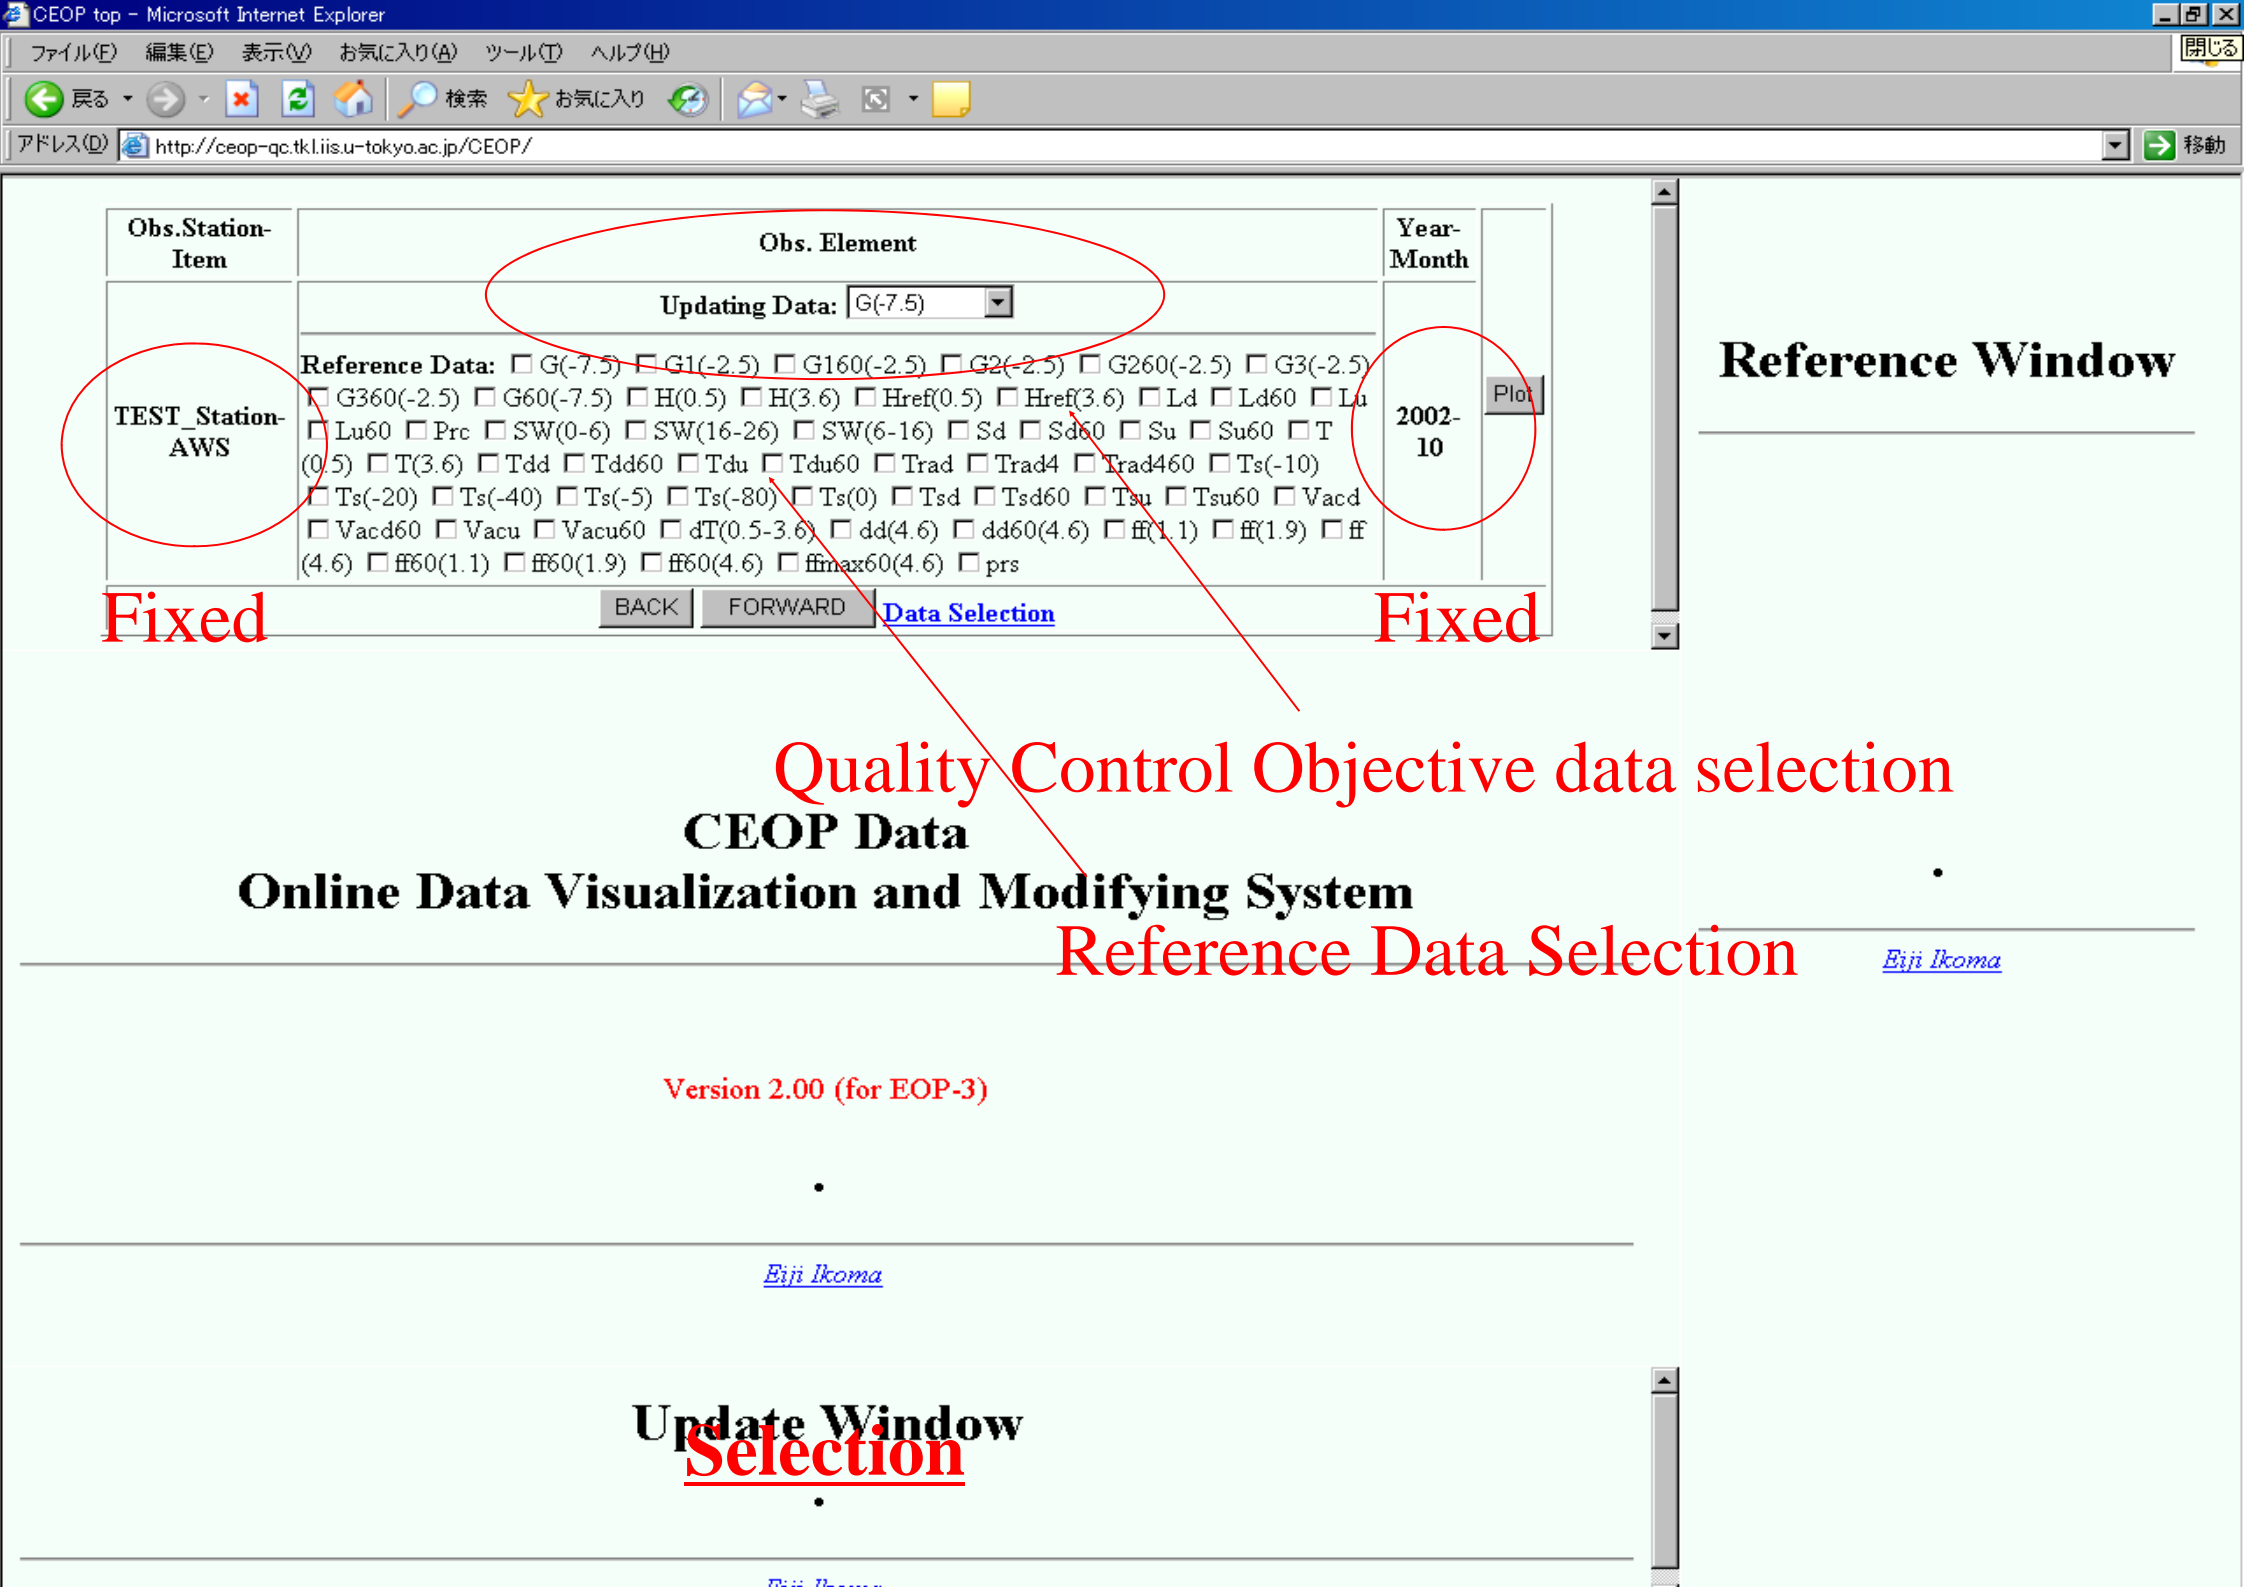 CEOP top - Microsoft Internet Explorer
ファイル(F) 編集(E) 表示(V) お気に入り(A) ツール(T) ヘルプ(H)
閉じる
戻る 検索 お気に入り
アドレス(D) http://ceop-qc.tkl.iis.u-tokyo.ac.jp/CEOP/ 移動
Obs.Station-
Item
Obs. Element
Year-
Month
Updating Data: G(-7.5)
TEST_Station-
AWS
Reference Data: G(-7.5) G1(-2.5) G160(-2.5) G2(-2.5) G260(-2.5) G3(-2.5)
G360(-2.5) G60(-7.5) H(0.5) H(3.6) Href(0.5) Href(3.6) Ld Ld60 Lu
Lu60 Prc SW(0-6) SW(16-26) SW(6-16) Sd Sd60 Su Su60 T
(0.5) T(3.6) Tdd Tdd60 Tdu Tdu60 Trad Trad4 Trad460 Ts(-10)
Ts(-20) Ts(-40) Ts(-5) Ts(-80) Ts(0) Tsd Tsd60 Tsu Tsu60 Vacd
Vacd60 Vacu Vacu60 dT(0.5-3.6) dd(4.6) dd60(4.6) ff(1.1) ff(1.9) ff
(4.6) ff60(1.1) ff60(1.9) ff60(4.6) ffmax60(4.6) prs
2002-
10
Plot
BACK FORWARD Data Selection
Fixed
Fixed
Reference Window
Quality Control Objective data selection
CEOP Data
Online Data Visualization and Modifying System
Reference Data Selection
Eiji Ikoma
Version 2.00 (for EOP-3)
Eiji Ikoma
Update Window
Selection
Eiji Ikoma